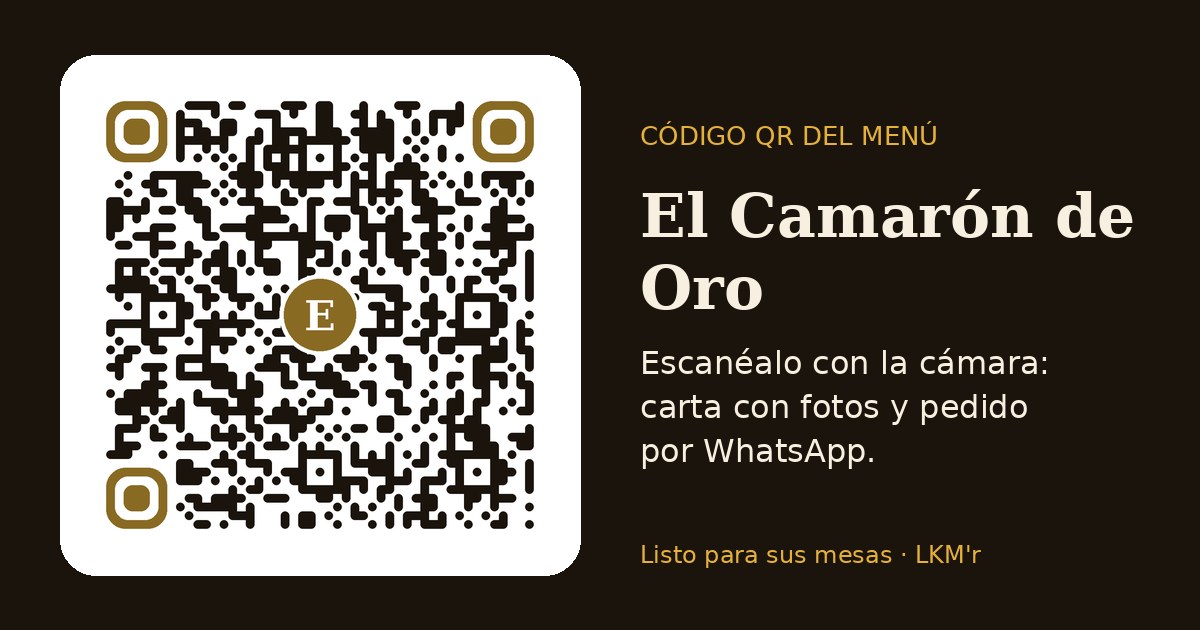 E
CÓDIGO QR DEL MENÚ
El Camarón de
Oro
Escanéalo con la cámara:
carta con fotos y pedido
por WhatsApp.
Listo para sus mesas · LKM'r